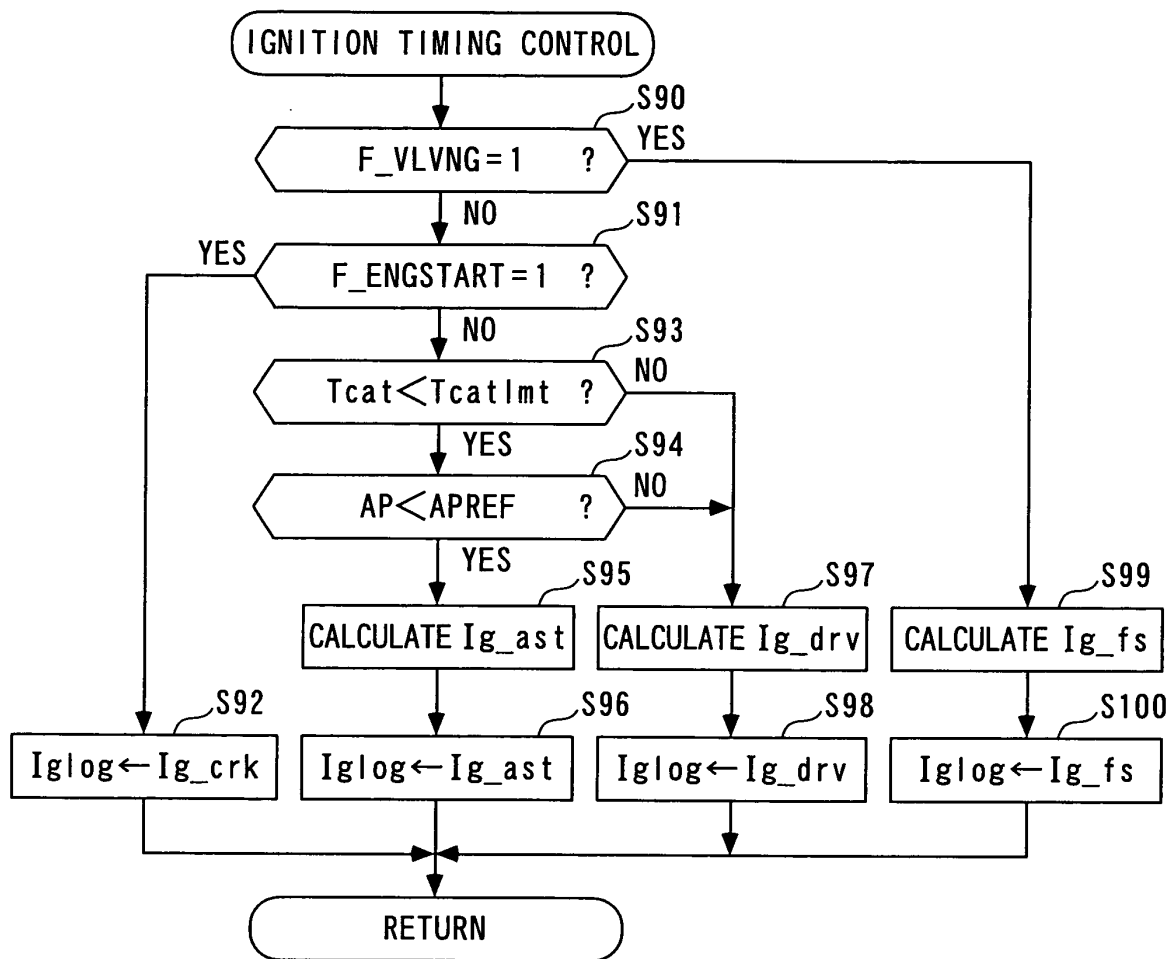 IGNITION TIMING CONTROL
S90
F_VLVNG=1 ?
YES
NO
S91
YES
F_ENGSTART=1 ?
NO
S93
Tcat<Tcatlmt ?
NO
YES
S94
AP<APREF ?
NO
YES
S95
S97
S99
CALCULATE Ig_ast
CALCULATE Ig_drv
CALCULATE Ig_fs
S92
S96
S98
S100
Iglog←Ig_crk
Iglog←Ig_ast
Iglog←Ig_drv
Iglog←Ig_fs
RETURN